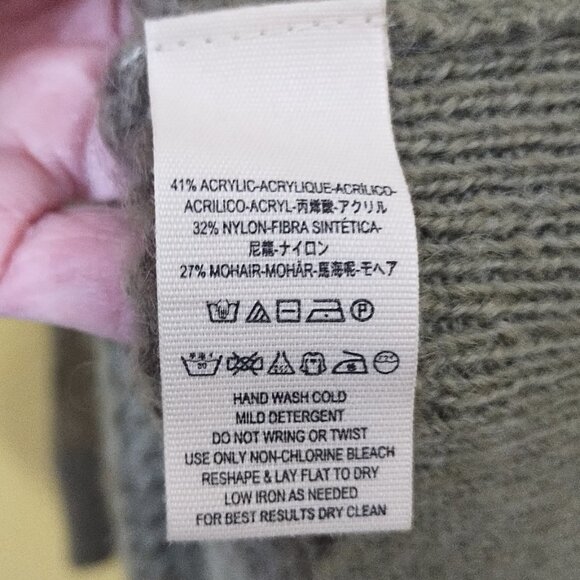 41% ACRYLIC-ACRYLIQUE-ACRÍLICO-
ACRILICO-ACRYL-丙烯酸-アクリル
32% NYLON-FIBRA SINTÉTICA-
尼龍-ナイロン
27% MOHAIR-MOHÄR-馬海呢-モヘア
P
HAND WASH COLD
MILD DETERGENT
DO NOT WRING OR TWIST
USE ONLY NON-CHLORINE BLEACH
RESHAPE & LAY FLAT TO DRY
LOW IRON AS NEEDED
FOR BEST RESULTS DRY CLEAN